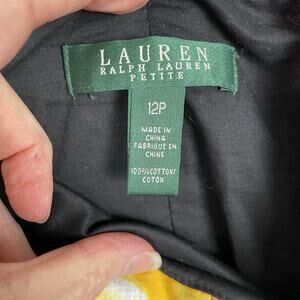 LAUREN
RALPH LAUREN
PETITE
12P
MADE IN
CHINA
FABRIQUÉ EN
CHINE
100% COTTON/
COTON